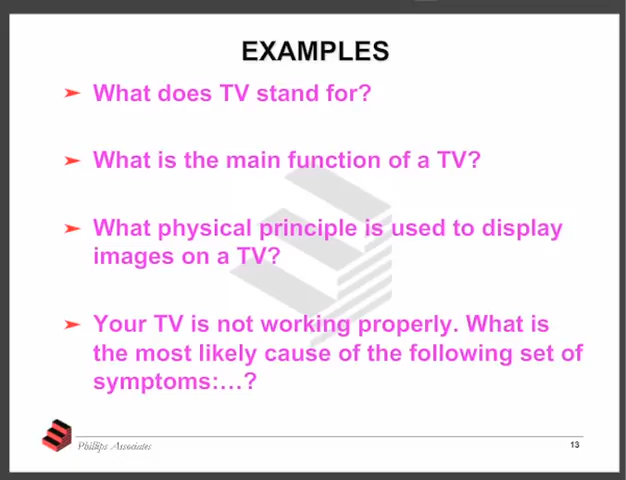 EXAMPLES
What does TV stand for?
What is the main function of a TV?
What physical principle is used to display
images on a TV?
Your TV is not working properly. What is
the most likely cause of the following set of
symptoms:…?
Phillips Associates
13